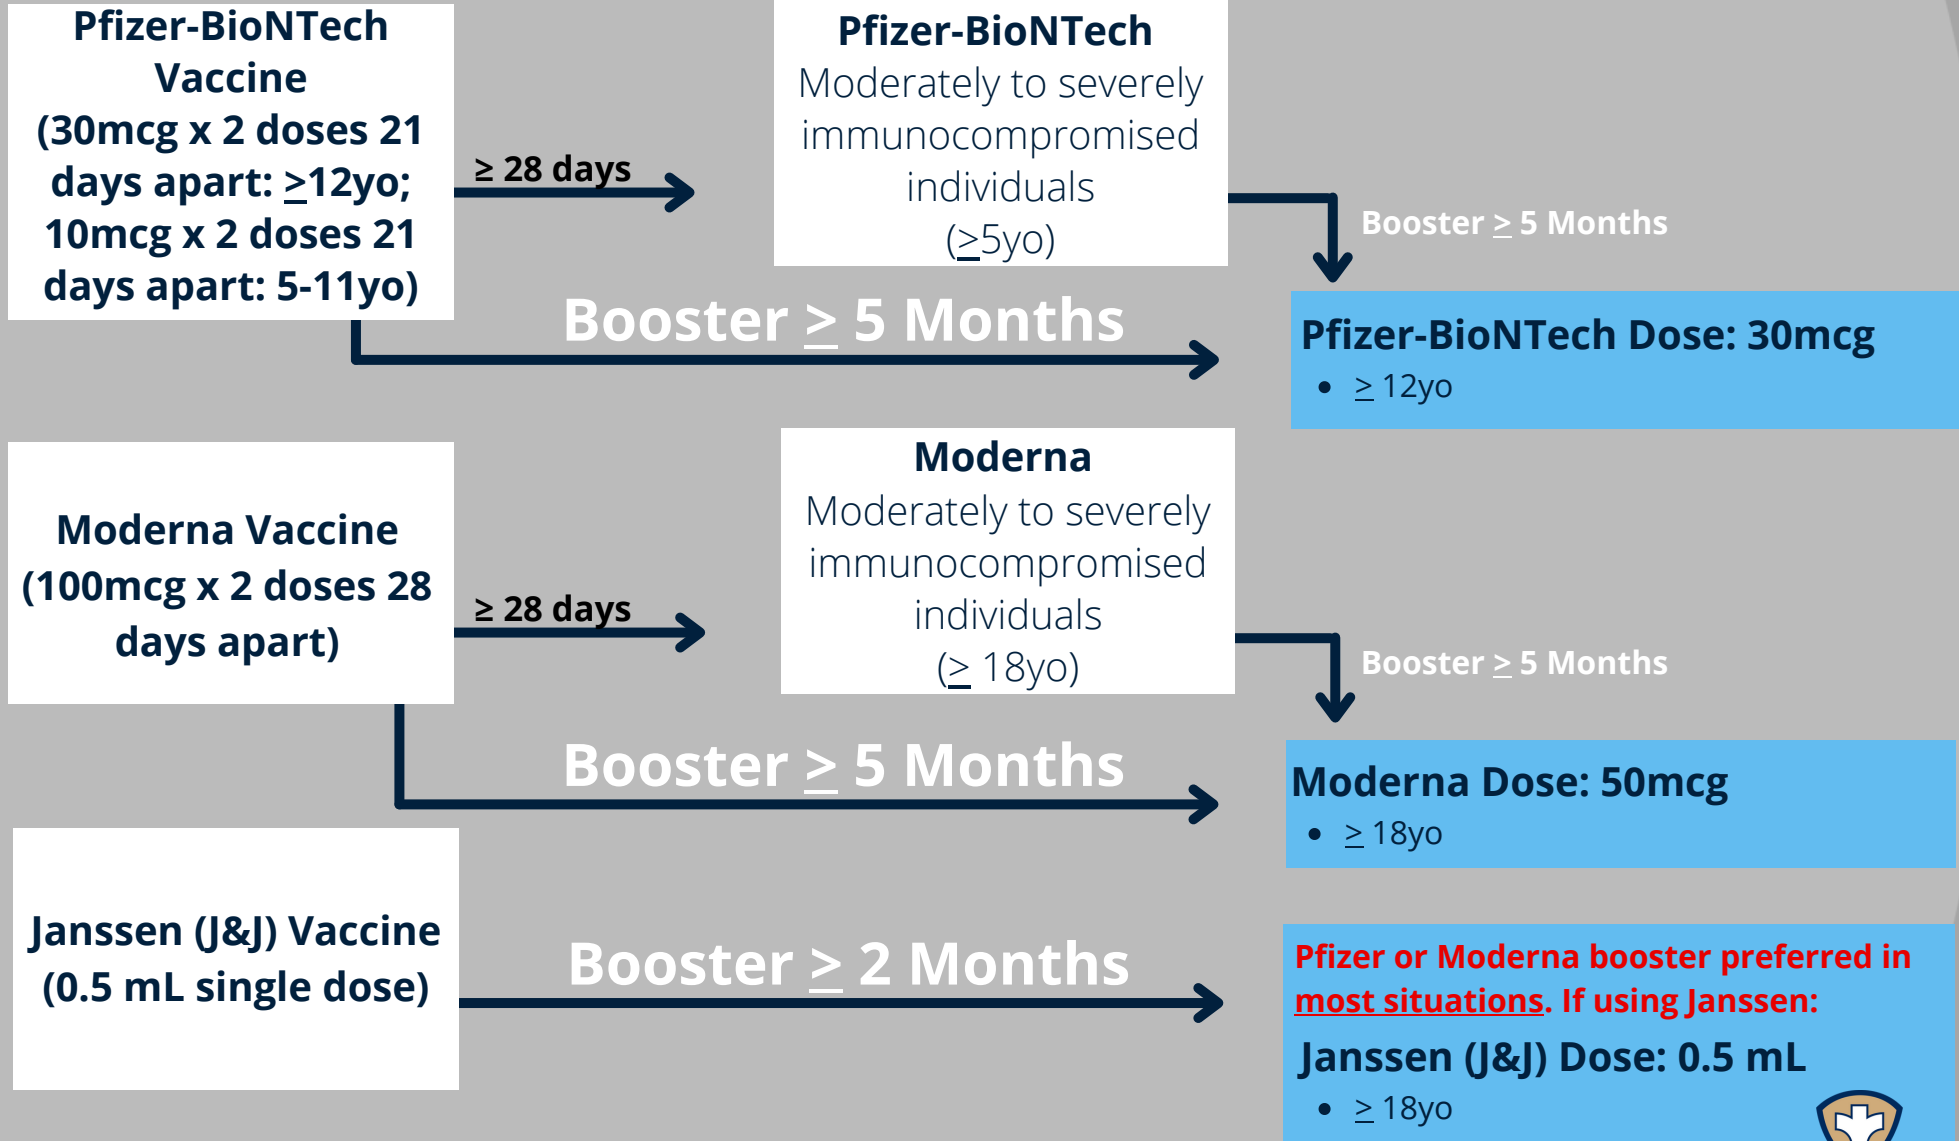 Pfizer-BioNTech
Vaccine
(30mcg x 2 doses 21
days apart: ≥12yo;
10mcg x 2 doses 21
days apart: 5-11yo)
≥ 28 days
Pfizer-BioNTech
Moderately to severely
immunocompromised
individuals
(≥5yo)
Booster ≥ 5 Months
Booster ≥ 5 Months
Pfizer-BioNTech Dose: 30mcg
• ≥ 12yo
Moderna Vaccine
(100mcg x 2 doses 28
days apart)
≥ 28 days
Moderna
Moderately to severely
immunocompromised
individuals
(≥ 18yo)
Booster ≥ 5 Months
Booster ≥ 5 Months
Moderna Dose: 50mcg
• ≥ 18yo
Janssen (J&J) Vaccine
(0.5 mL single dose)
Booster ≥ 2 Months
Pfizer or Moderna booster preferred in
most situations. If using Janssen:
Janssen (J&J) Dose: 0.5 mL
• ≥ 18yo